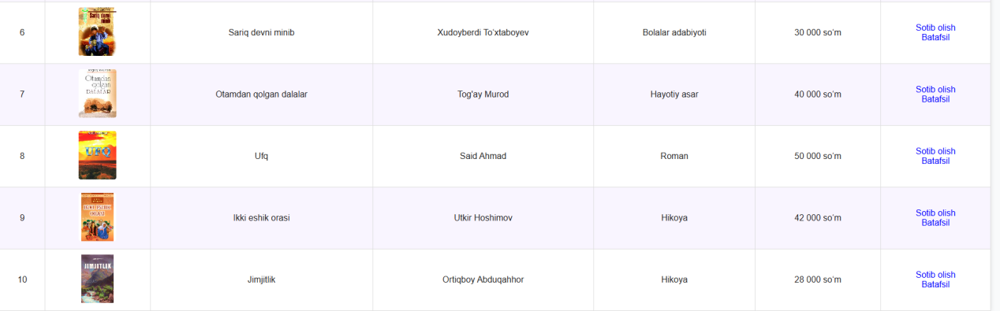 6 Sariq devni minib Xudoyberdi To‘xtaboyev Bolalar adabiyoti 30 000 so‘m Sotib olish
Batafsil
Sariq devni
minib
7 Otamdan qolgan dalalar Tog'ay Murod Hayotiy asar 40 000 so‘m Sotib olish
Batafsil
Otamdan
qolgan
DALALAR
8 Ufq Said Ahmad Roman 50 000 so‘m Sotib olish
Batafsil
UFQ
9 Ikki eshik orasi Utkir Hoshimov Hikoya 42 000 so‘m Sotib olish
Batafsil
IKKI ESHIK
ORASI
10 Jimjitlik Ortiqboy Abduqahhor Hikoya 28 000 so‘m Sotib olish
Batafsil
JIMJITLIK